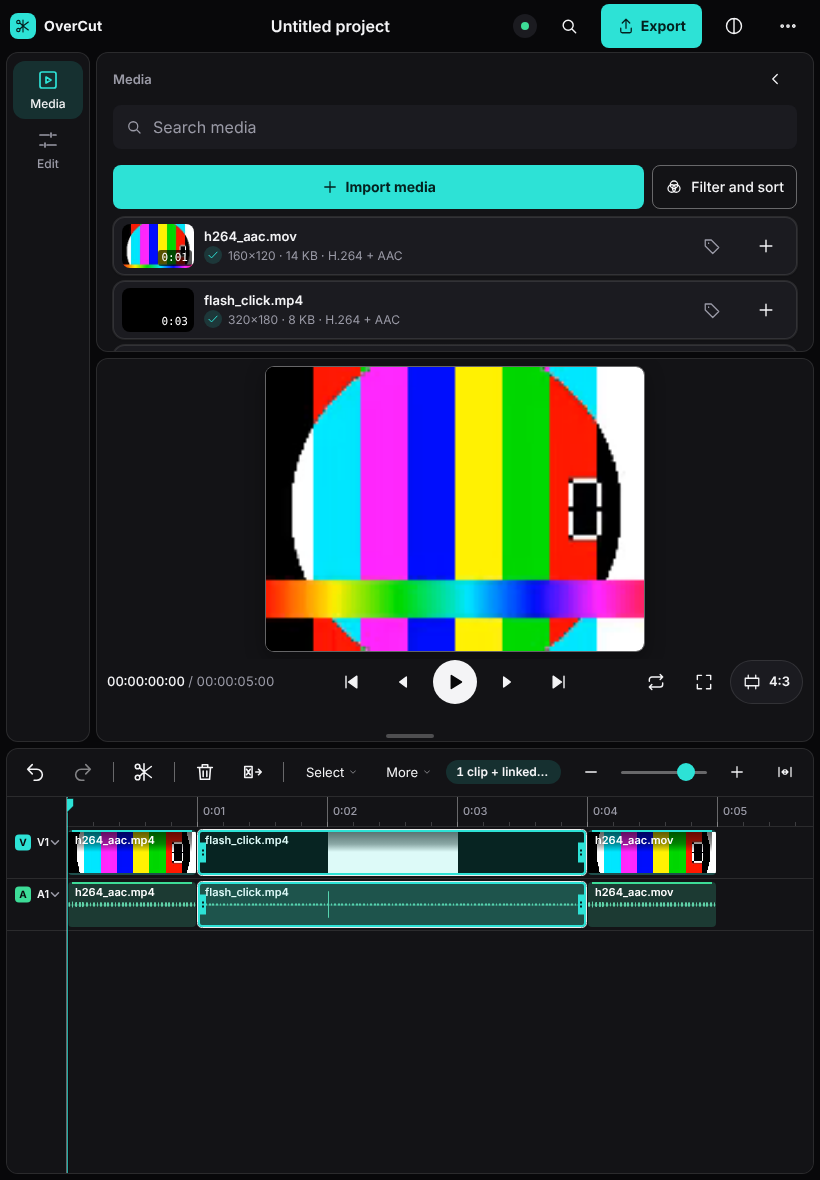 OverCut
Untitled project
Export
Media
Edit
Media
Search media
Import media
Filter and sort
0:01
h264_aac.mov
160×120 · 14 KB · H.264 + AAC
0:03
flash_click.mp4
320×180 · 8 KB · H.264 + AAC
0
00:00:00:00 / 00:00:05:00
4:3
Select
More
1 clip + linked...
0:01 0:02 0:03 0:04 0:05
V V1
h264_aac.mp4 flash_click.mp4 h264_aac.mov
A A1
h264_aac.mp4 flash_click.mp4 h264_aac.mov